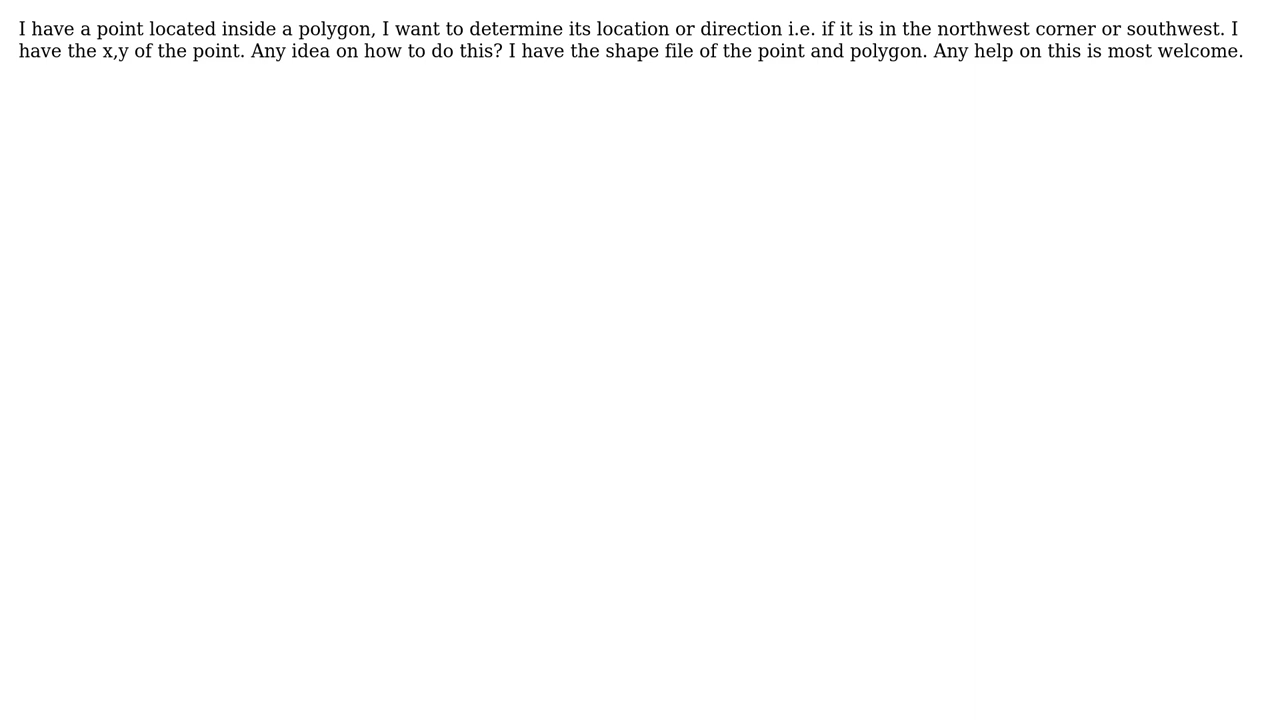 I have a point located inside a polygon, I want to determine its location or direction i.e. if it is in the northwest corner or southwest. I
have the x,y of the point. Any idea on how to do this? I have the shape file of the point and polygon. Any help on this is most welcome.